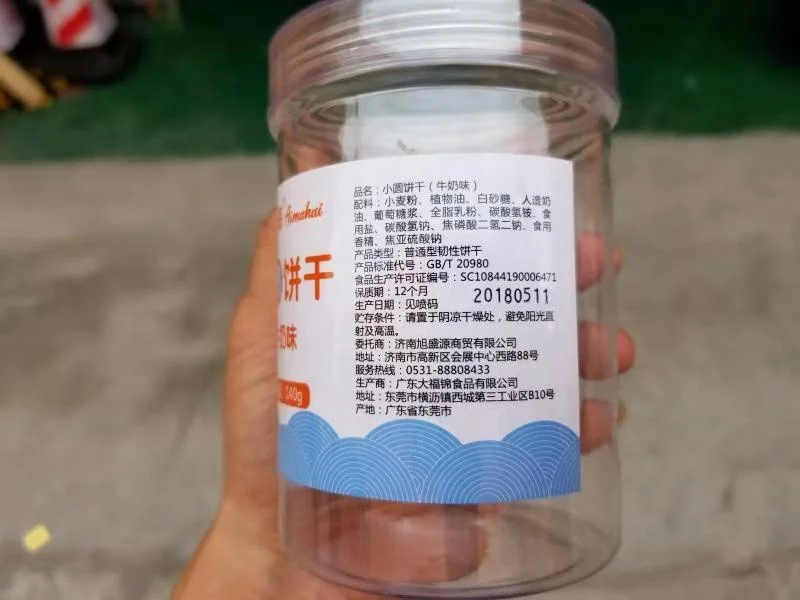 Aimahai
饼干
奶味
340g
品名：小圆饼干（牛奶味）
配料：小麦粉、植物油、白砂糖、人造奶
油、葡萄糖浆、全脂乳粉、碳酸氢铵、食
用盐、碳酸氢钠、焦磷酸二氢二钠、食用
香精、焦亚硫酸钠
产品类型：普通型韧性饼干
产品标准代号：GB/T 20980
食品生产许可证编号：SC10844190006471
保质期：12个月
20180511
生产日期：见喷码
贮存条件：请置于阴凉干燥处，避免阳光直
射及高温。
委托商：济南旭盛源商贸有限公司
地址：济南市高新区会展中心西路88号
服务热线：0531-88808433
生产商：广东大福锦食品有限公司
地址：东莞市横沥镇西城第三工业区B10号
产地：广东省东莞市